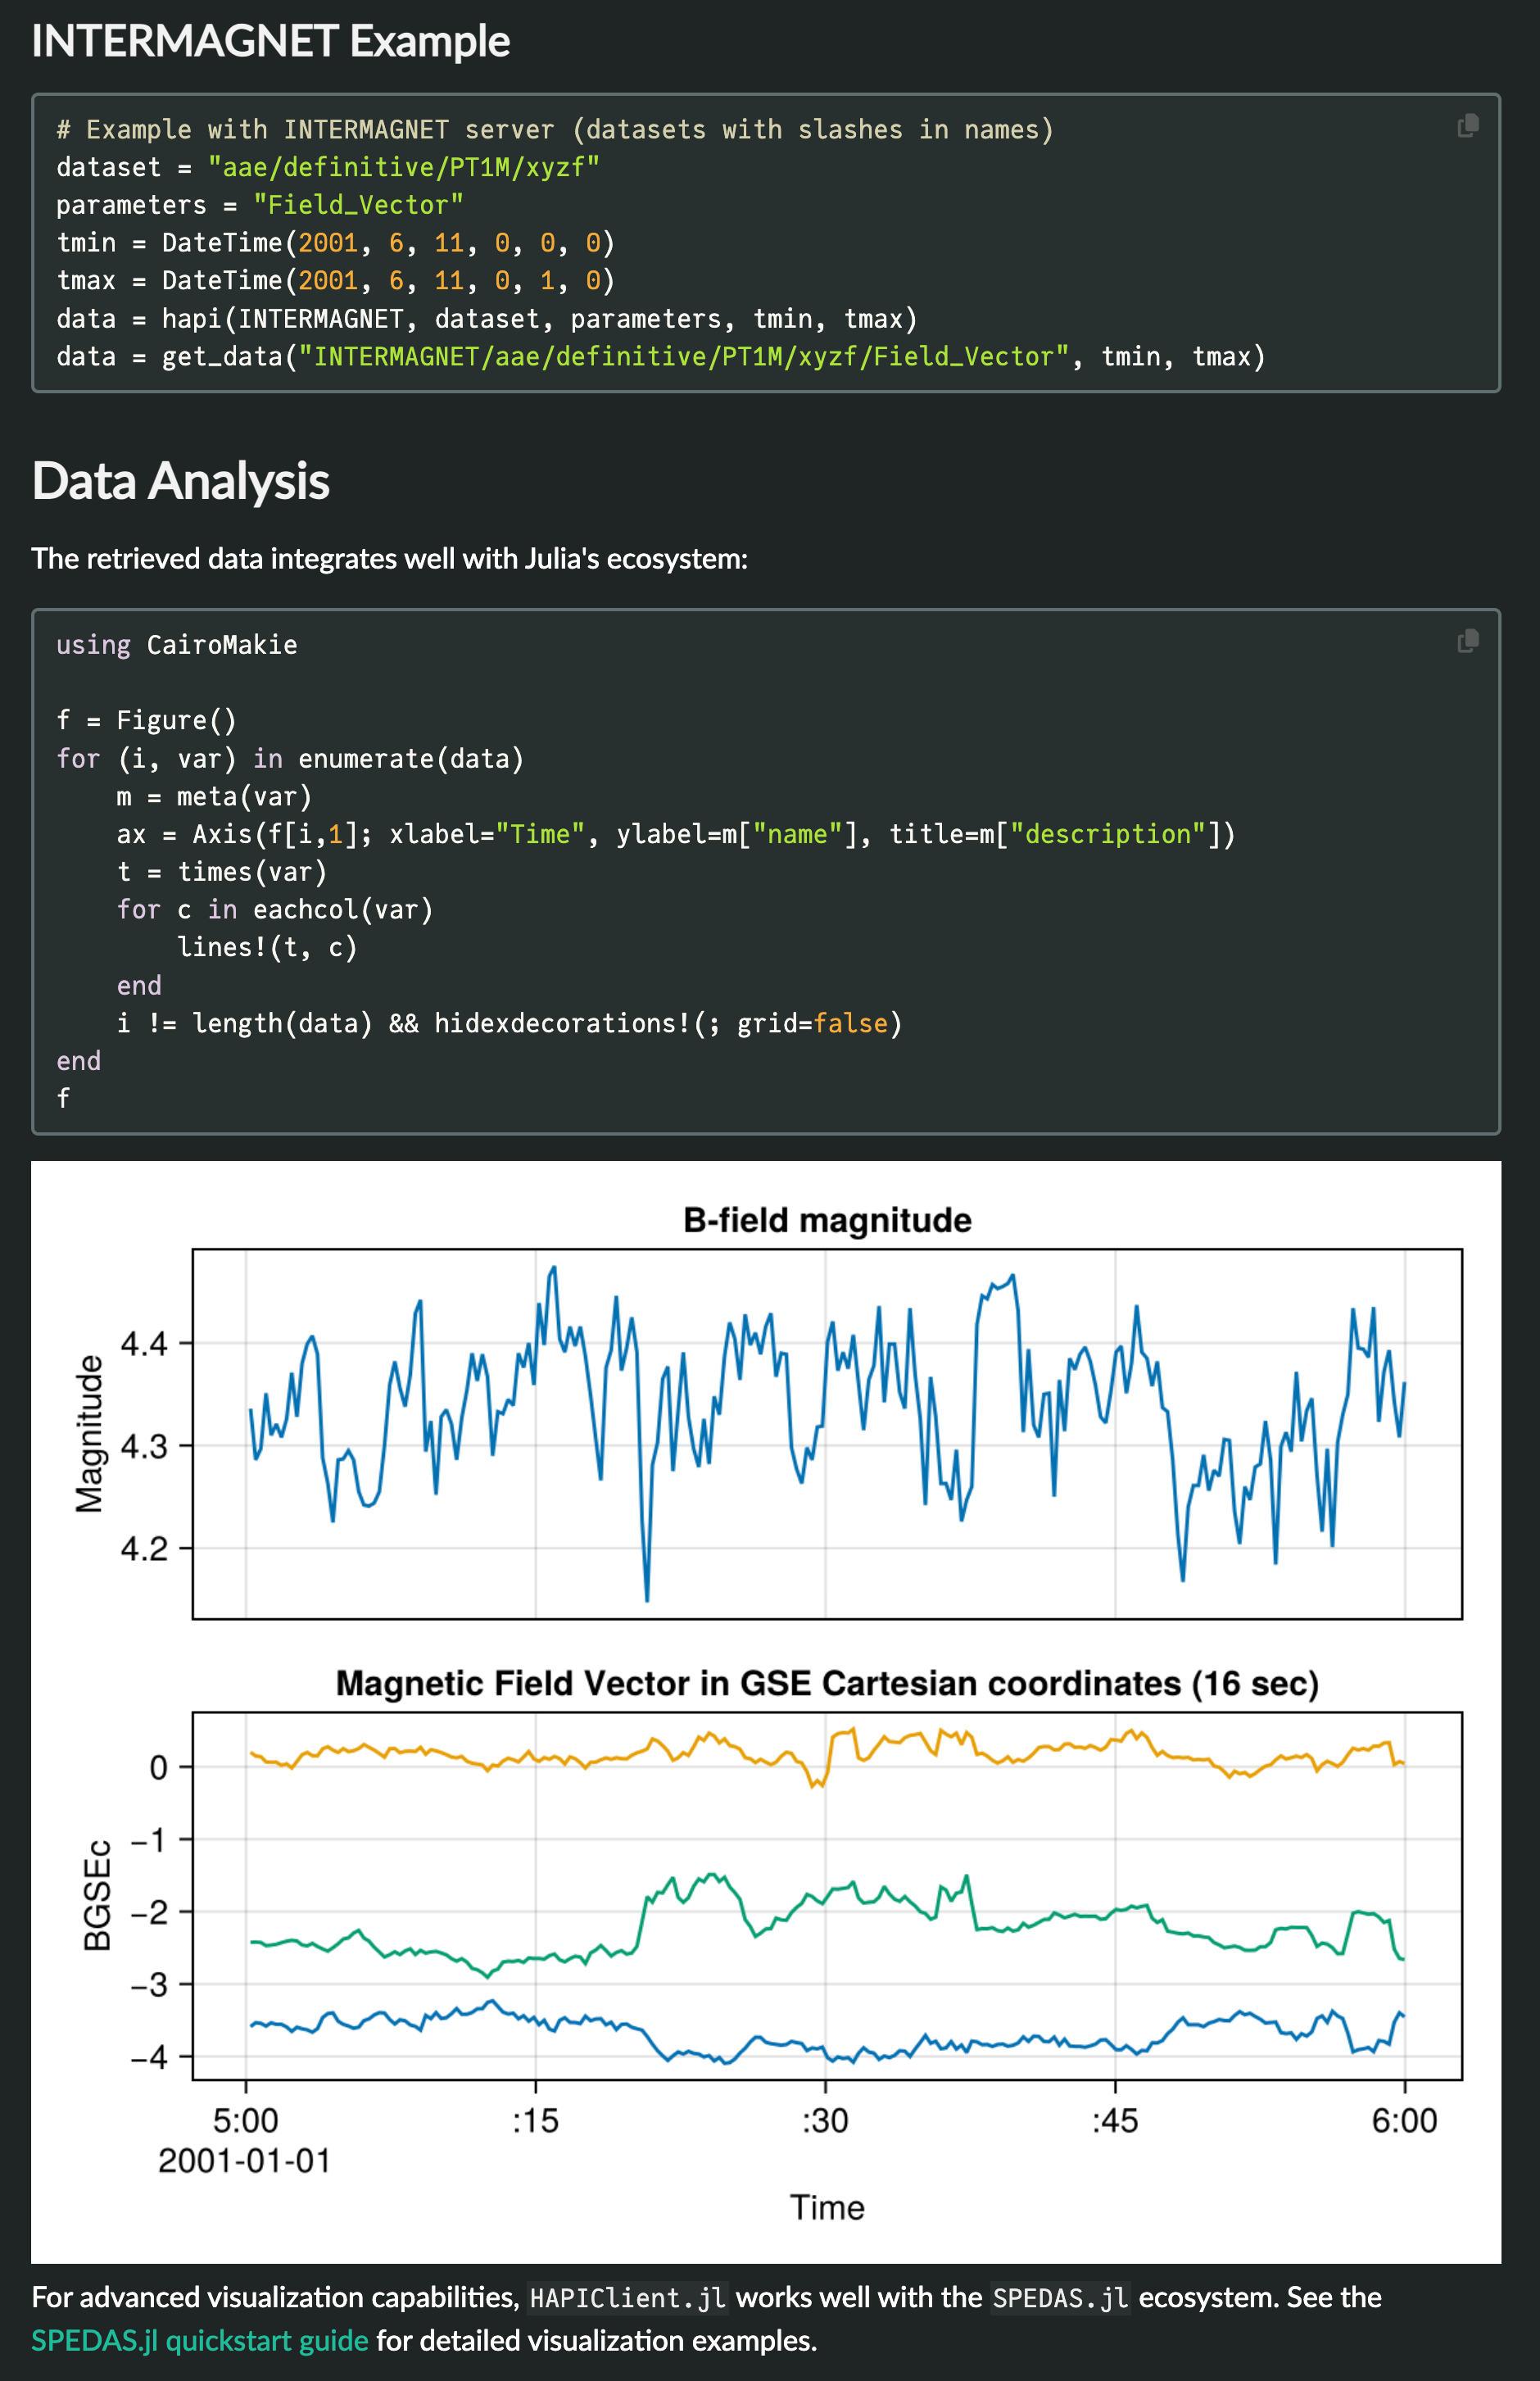 INTERMAGNET Example
# Example with INTERMAGNET server (datasets with slashes in names)
dataset = "aae/definitive/PT1M/xyzf"
parameters = "Field_Vector"
tmin = DateTime(2001, 6, 11, 0, 0, 0)
tmax = DateTime(2001, 6, 11, 0, 1, 0)
data = hapi(INTERMAGNET, dataset, parameters, tmin, tmax)
data = get_data("INTERMAGNET/aae/definitive/PT1M/xyzf/Field_Vector", tmin, tmax)
Data Analysis
The retrieved data integrates well with Julia's ecosystem:
using CairoMakie
f = Figure()
for (i, var) in enumerate(data)
    m = meta(var)
    ax = Axis(f[i,1]; xlabel="Time", ylabel=m["name"], title=m["description"])
    t = times(var)
    for c in eachcol(var)
        lines!(t, c)
    end
    i != length(data) && hidexdecorations!(; grid=false)
end
f
B-field magnitude
Magnitude
4.4
4.3
4.2
Magnetic Field Vector in GSE Cartesian coordinates (16 sec)
BGSEc
0
−1
−2
−3
−4
5:00 :15 :30 :45 6:00
2001-01-01
Time
For advanced visualization capabilities, HAPIClient.jl works well with the SPEDAS.jl ecosystem. See the
SPEDAS.jl quickstart guide for detailed visualization examples.